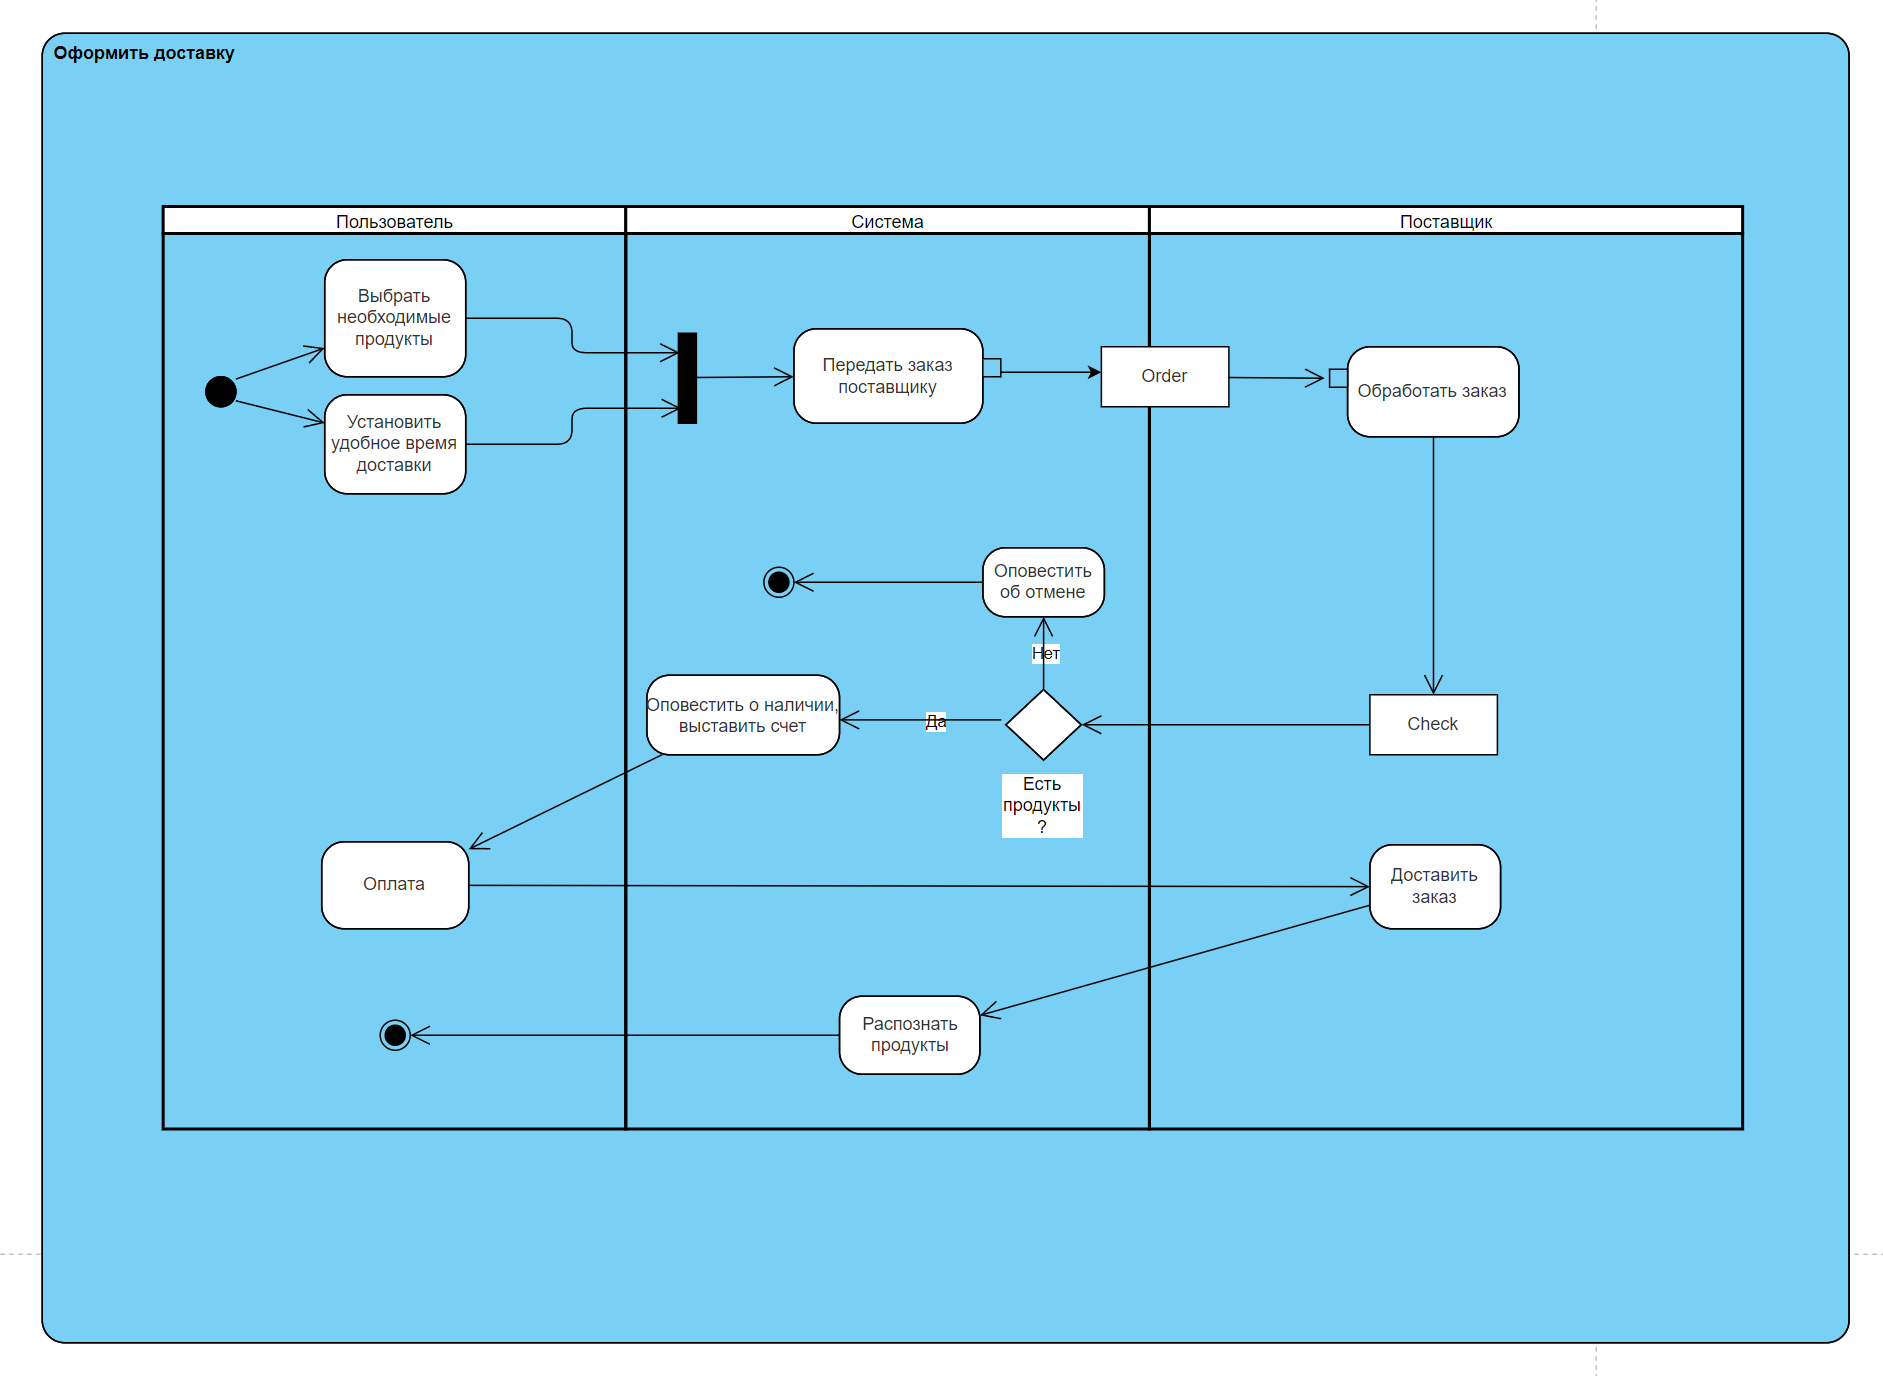 Оформить доставку
Пользователь
Система
Поставщик
Выбрать
необходимые
продукты
Установить
удобное время
доставки
Передать заказ
поставщику
Order
Обработать заказ
Оповестить
об отмене
Нет
Оповестить о наличии,
выставить счет
Да
Check
Есть
продукты
?
Оплата
Доставить
заказ
Распознать
продукты